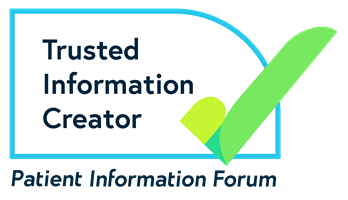 Trusted
Information
Creator
Patient Information Forum